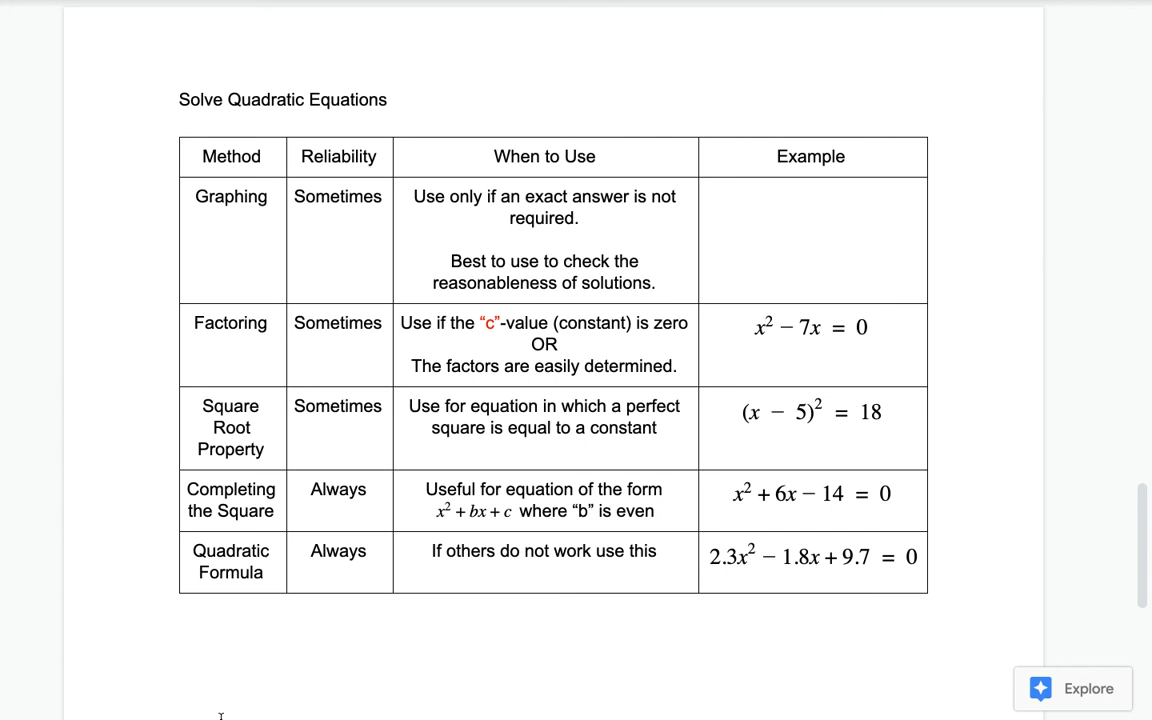 Solve Quadratic Equations
Method Reliability When to Use Example
Graphing Sometimes Use only if an exact answer is not
required.
Best to use to check the
reasonableness of solutions.
Factoring Sometimes Use if the “c”-value (constant) is zero x² − 7x = 0
OR
The factors are easily determined.
Square Sometimes Use for equation in which a perfect (x − 5)² = 18
Root square is equal to a constant
Property
Completing Always Useful for equation of the form x² + 6x − 14 = 0
the Square x² + bx + c where “b” is even
Quadratic Always If others do not work use this 2.3x² − 1.8x + 9.7 = 0
Formula
Explore